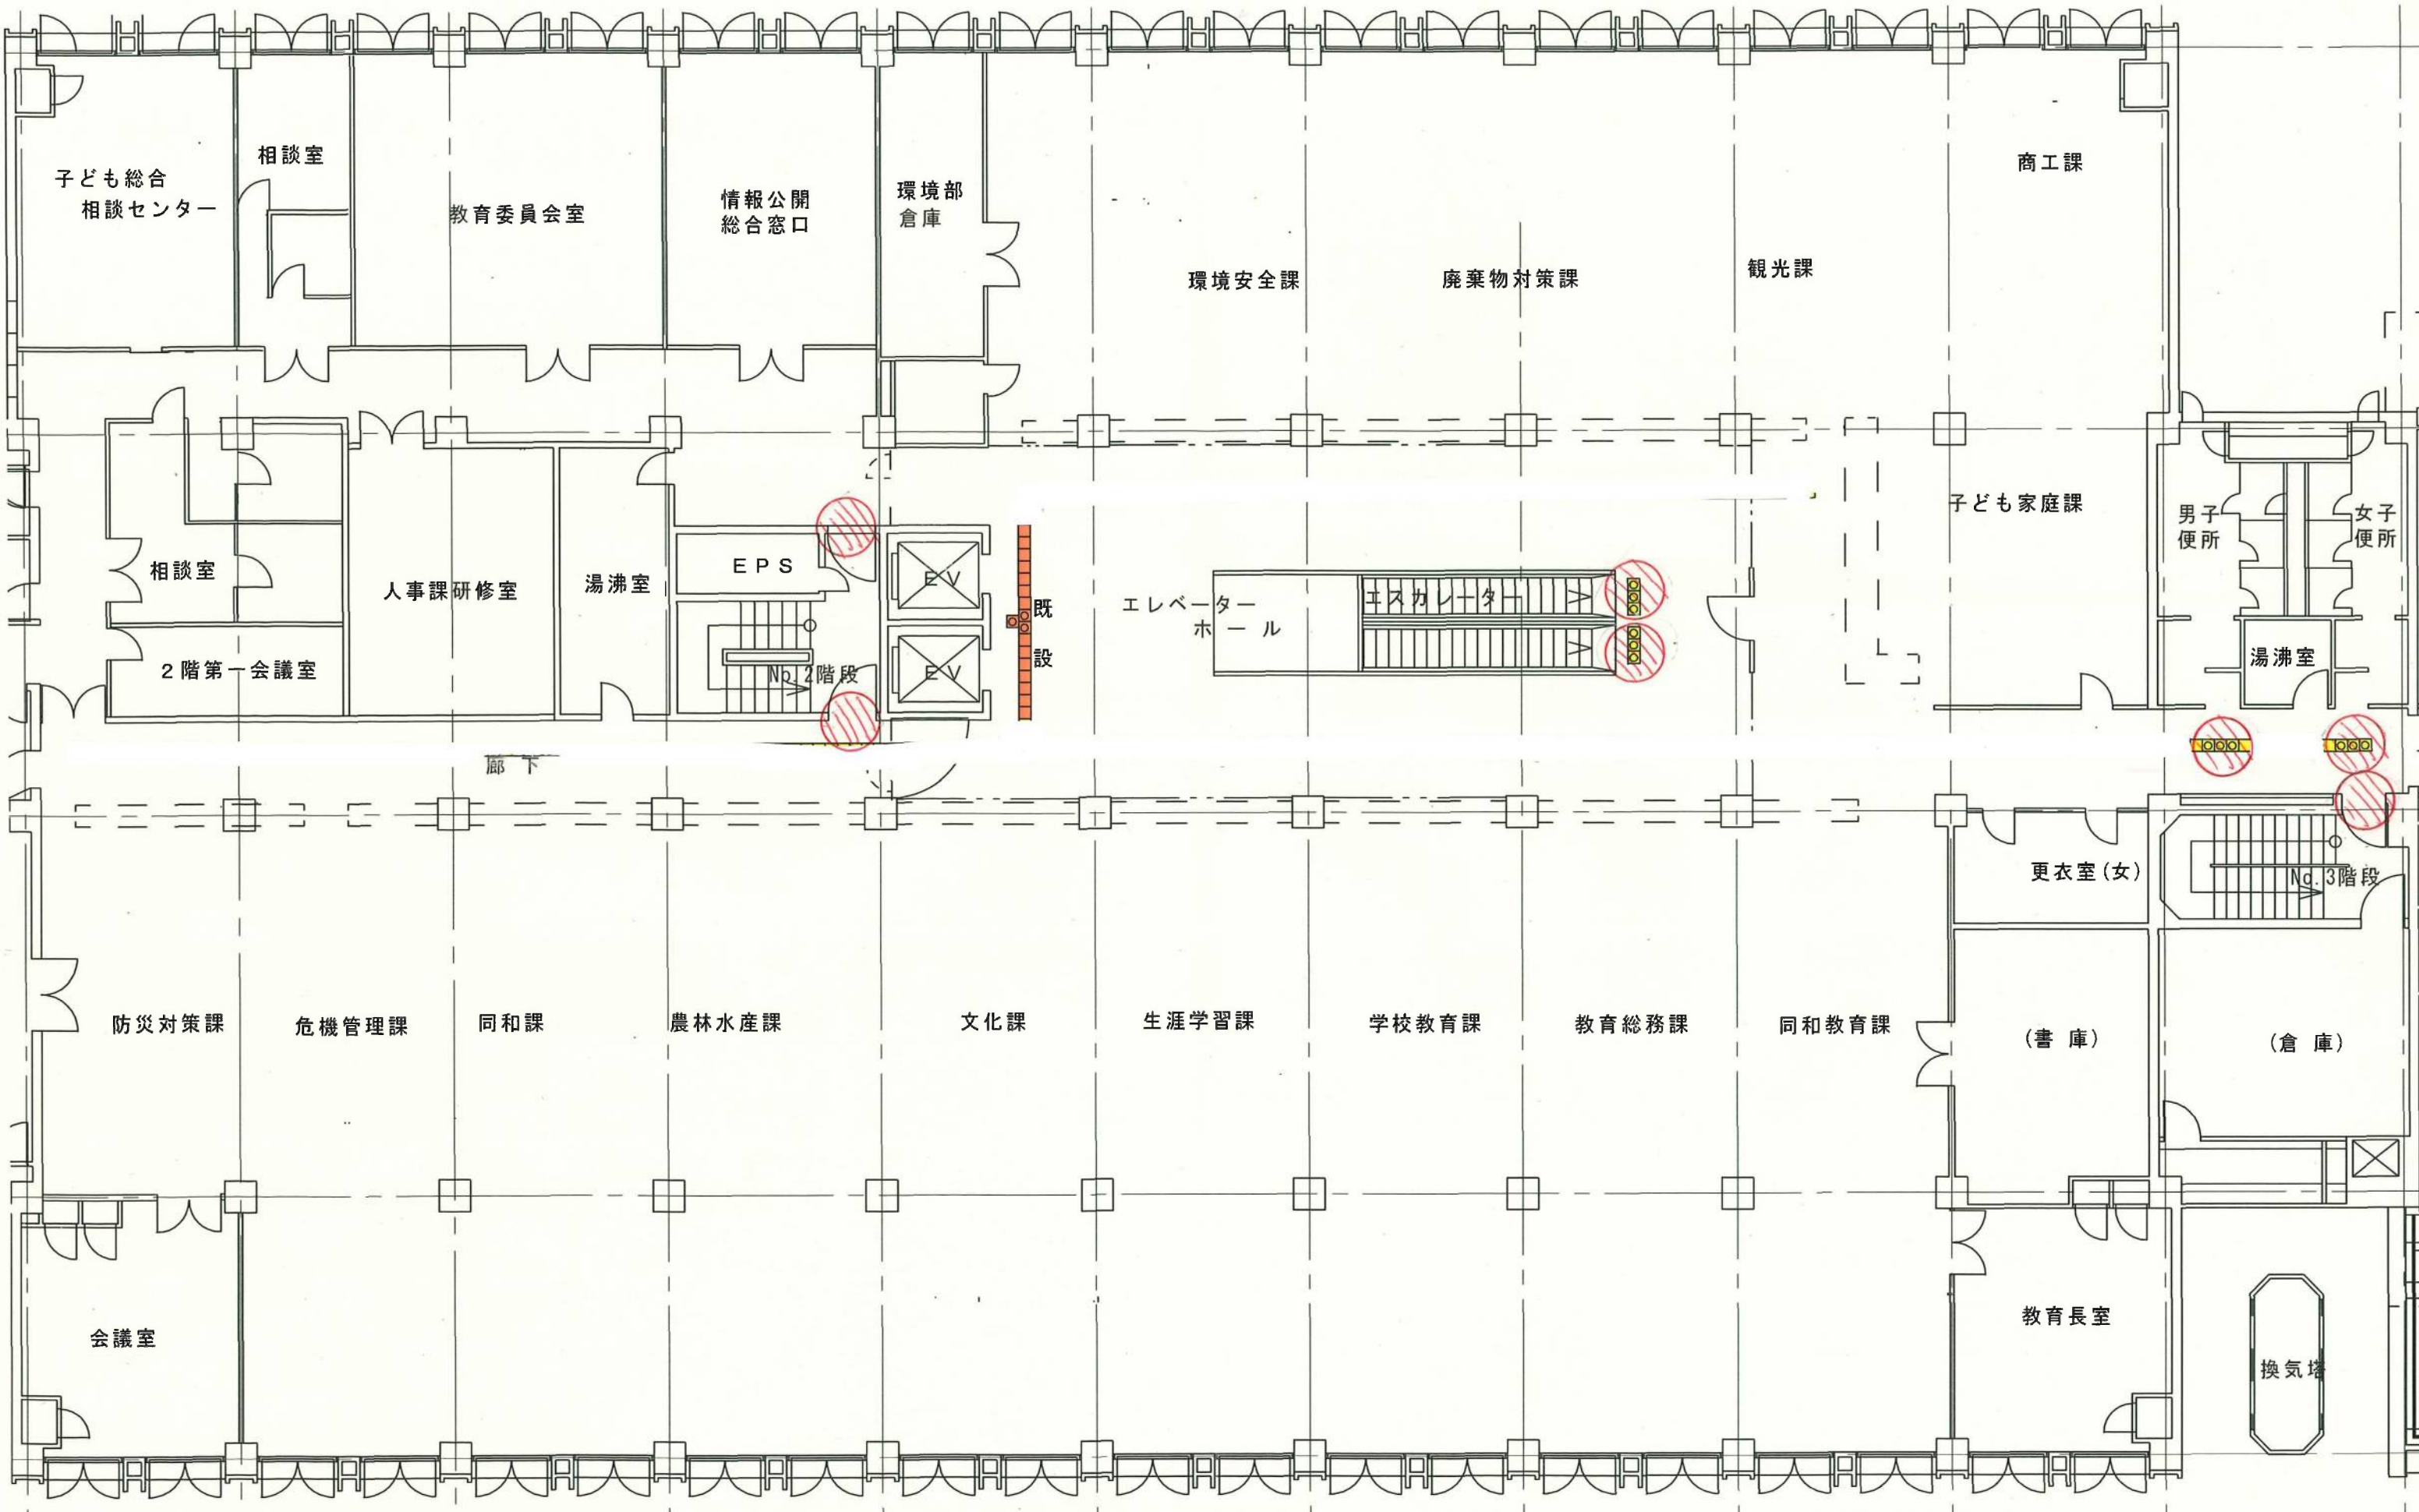 子ども総合
相談センター
相談室
教育委員会室
情報公開
総合窓口
環境部
倉庫
環境安全課
廃棄物対策課
観光課
商工課
相談室
2階第一会議室
人事課研修室
湯沸室
EPS
No.2階段
EV
EV
既
設
エレベーター
ホール
エスカレーター
子ども家庭課
男子
便所
女子
便所
湯沸室
廊下
更衣室(女)
No.3階段
防災対策課
危機管理課
同和課
農林水産課
文化課
生涯学習課
学校教育課
教育総務課
同和教育課
(書庫)
(倉庫)
会議室
教育長室
換気塔